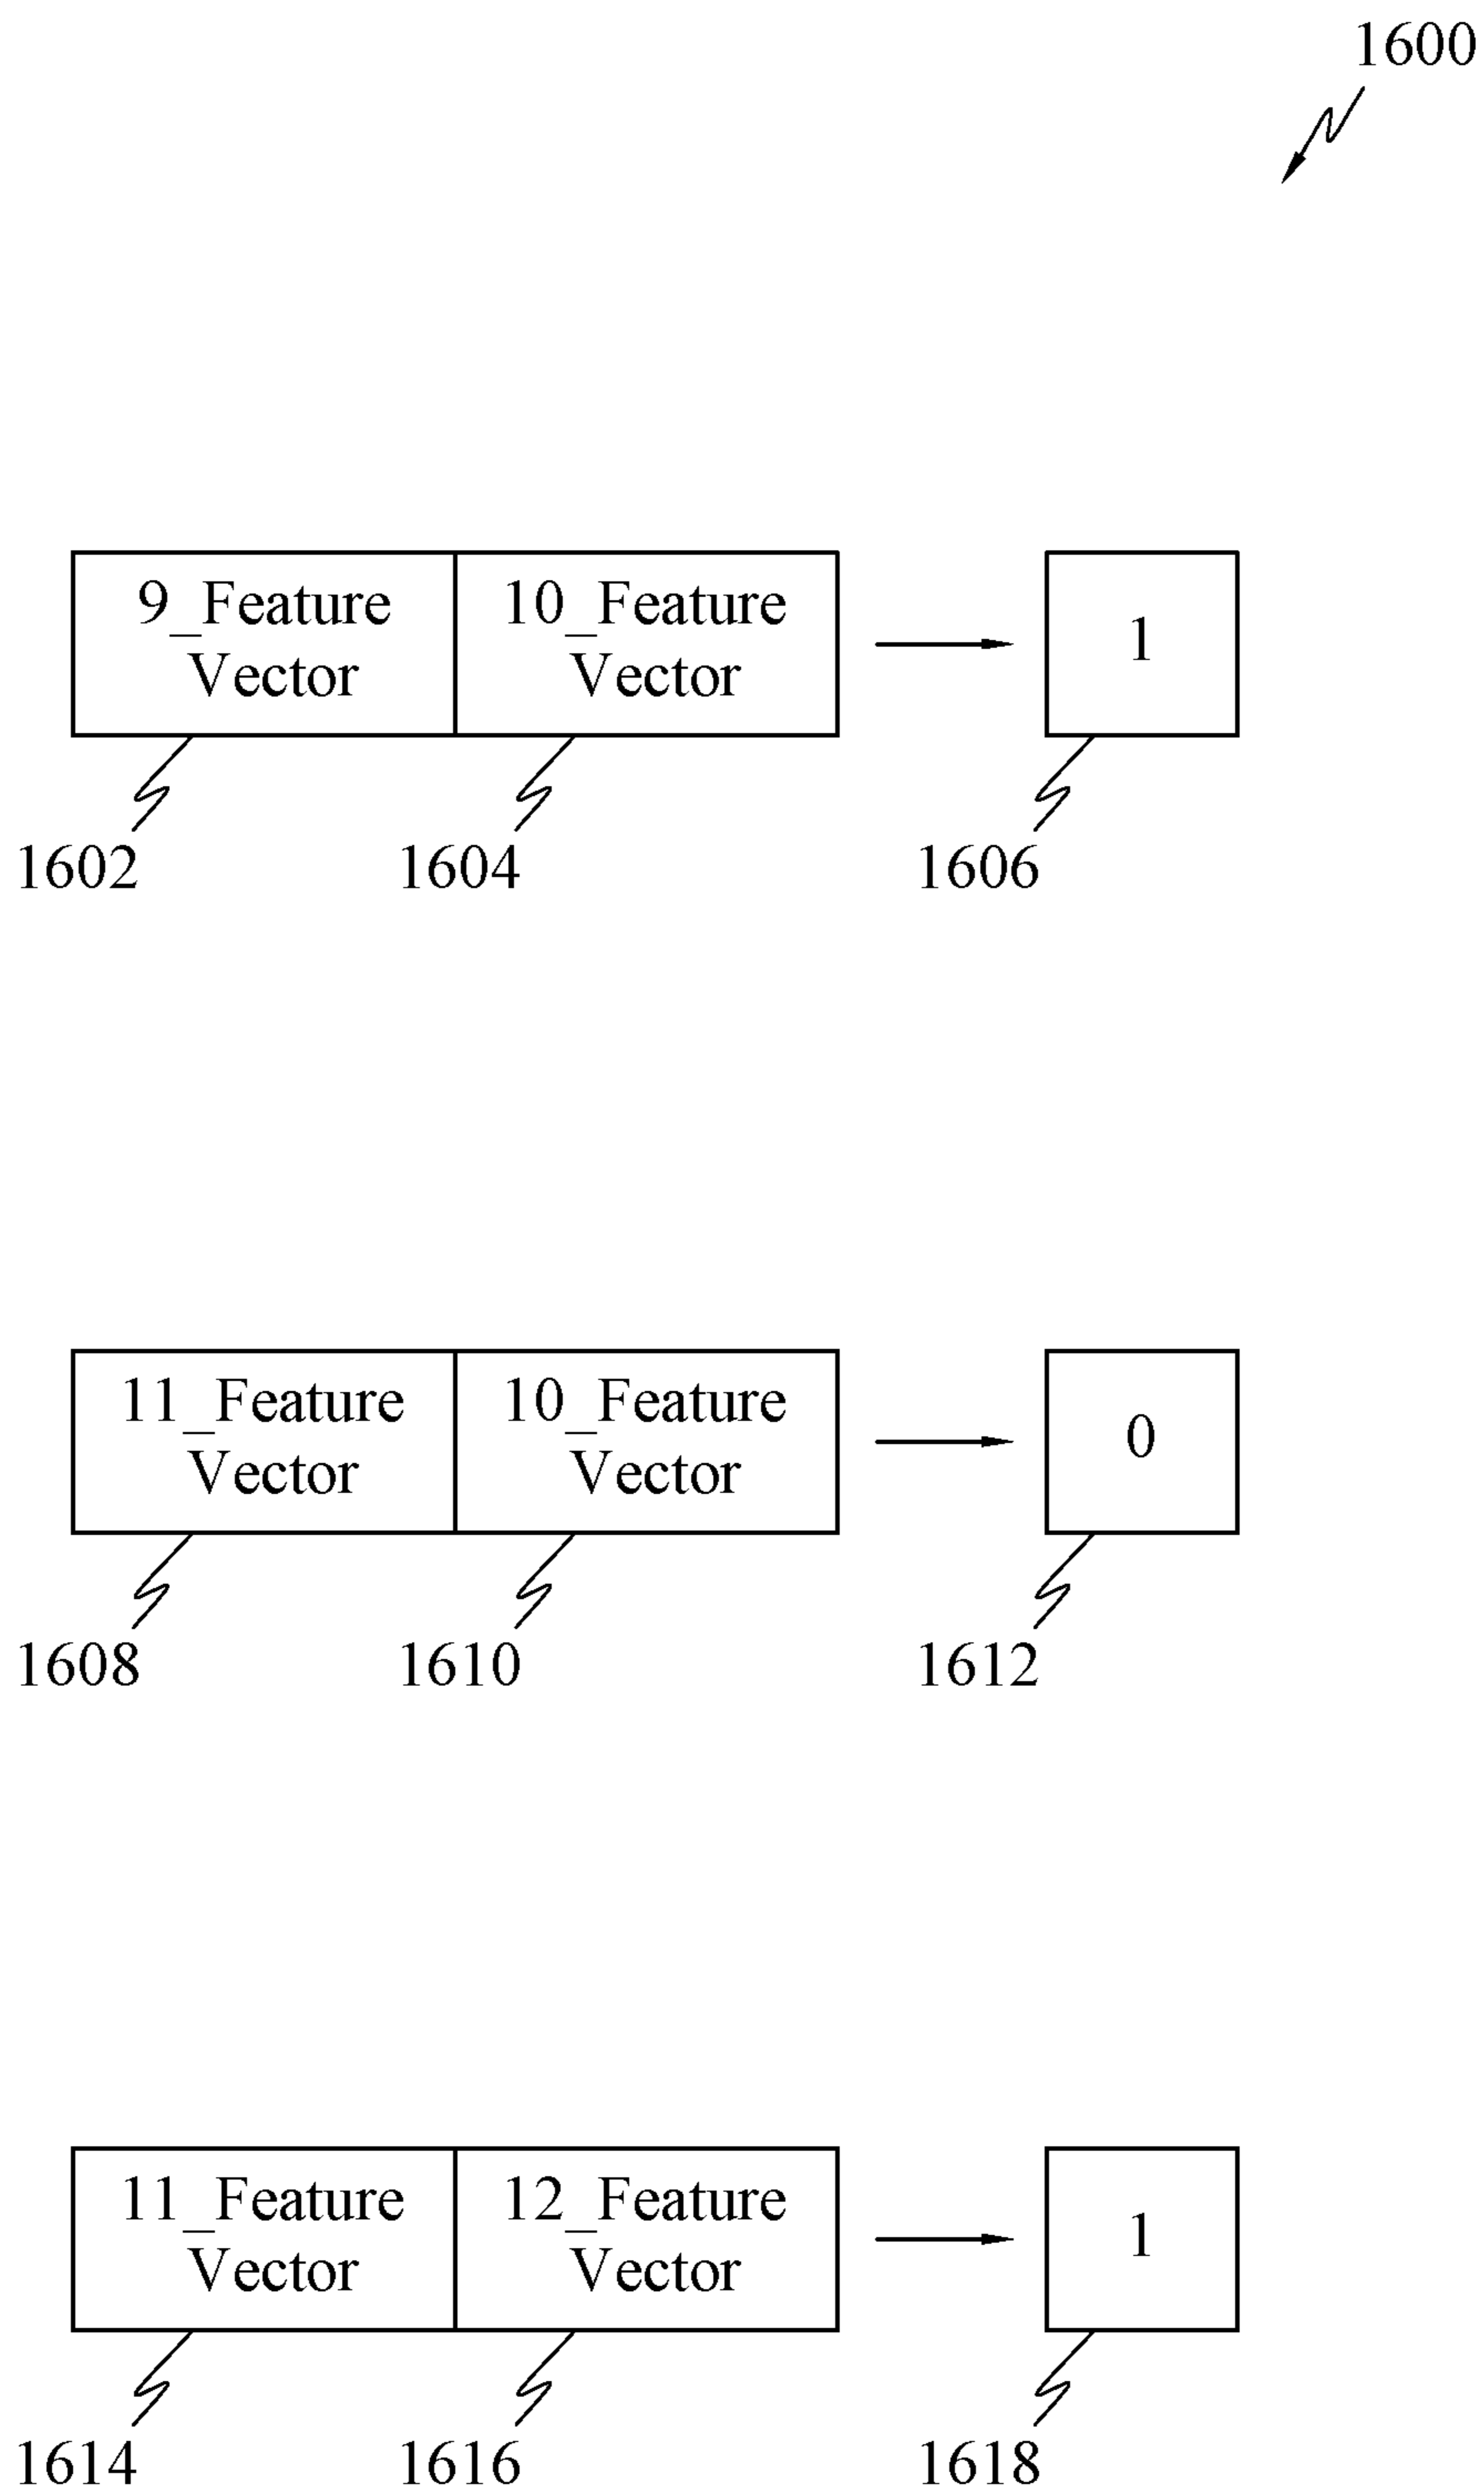 1600
9_Feature
Vector
10_Feature
Vector
1
1602
1604
1606
11_Feature
Vector
10_Feature
Vector
0
1608
1610
1612
11_Feature
Vector
12_Feature
Vector
1
1614
1616
1618